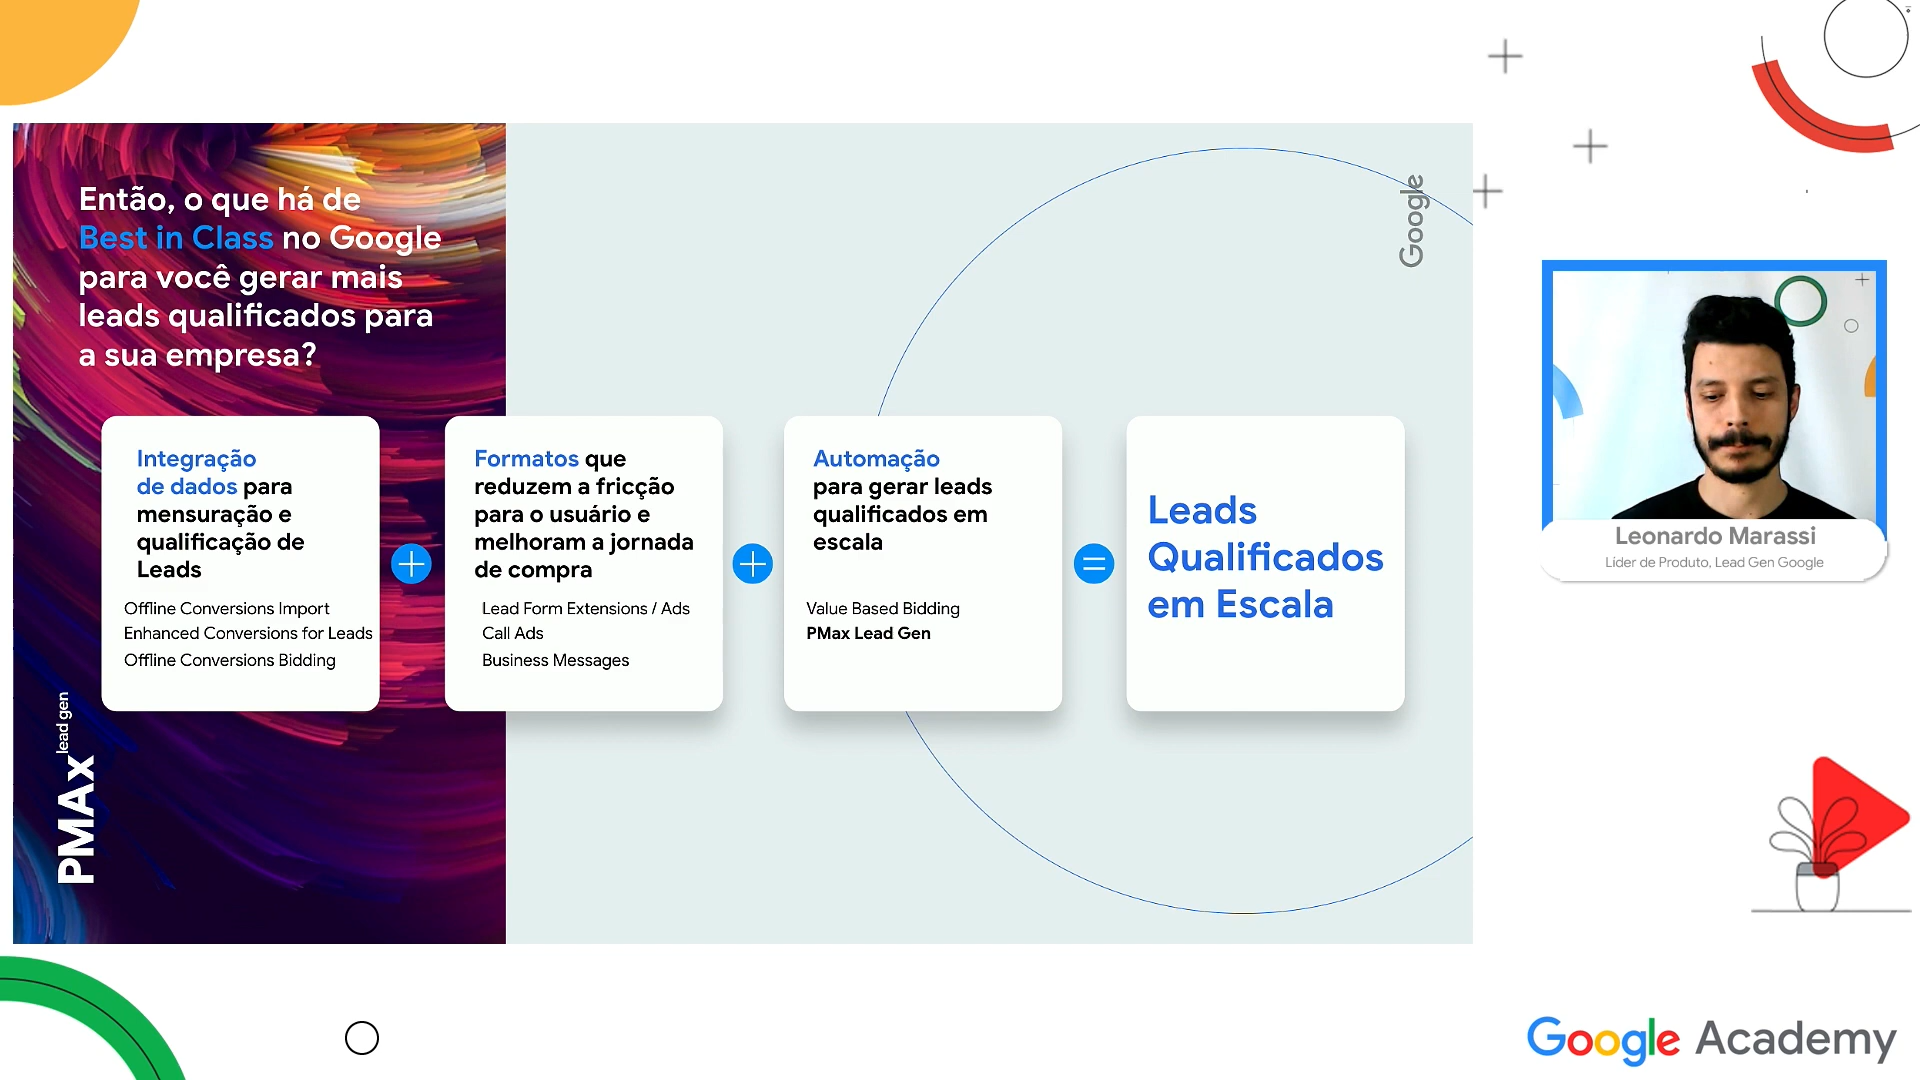 Então, o que há de
Best in Class no Google
para você gerar mais
leads qualificados para
a sua empresa?
Google
Integração
de dados para
mensuração e
qualificação de
Leads
Offline Conversions Import
Enhanced Conversions for Leads
Offline Conversions Bidding
Formatos que
reduzem a fricção
para o usuário e
melhoram a jornada
de compra
Lead Form Extensions / Ads
Call Ads
Business Messages
Automação
para gerar leads
qualificados em
escala
Value Based Bidding
PMax Lead Gen
Leads
Qualificados
em Escala
PMAx lead gen
Leonardo Marassi
Líder de Produto, Lead Gen Google
Google Academy